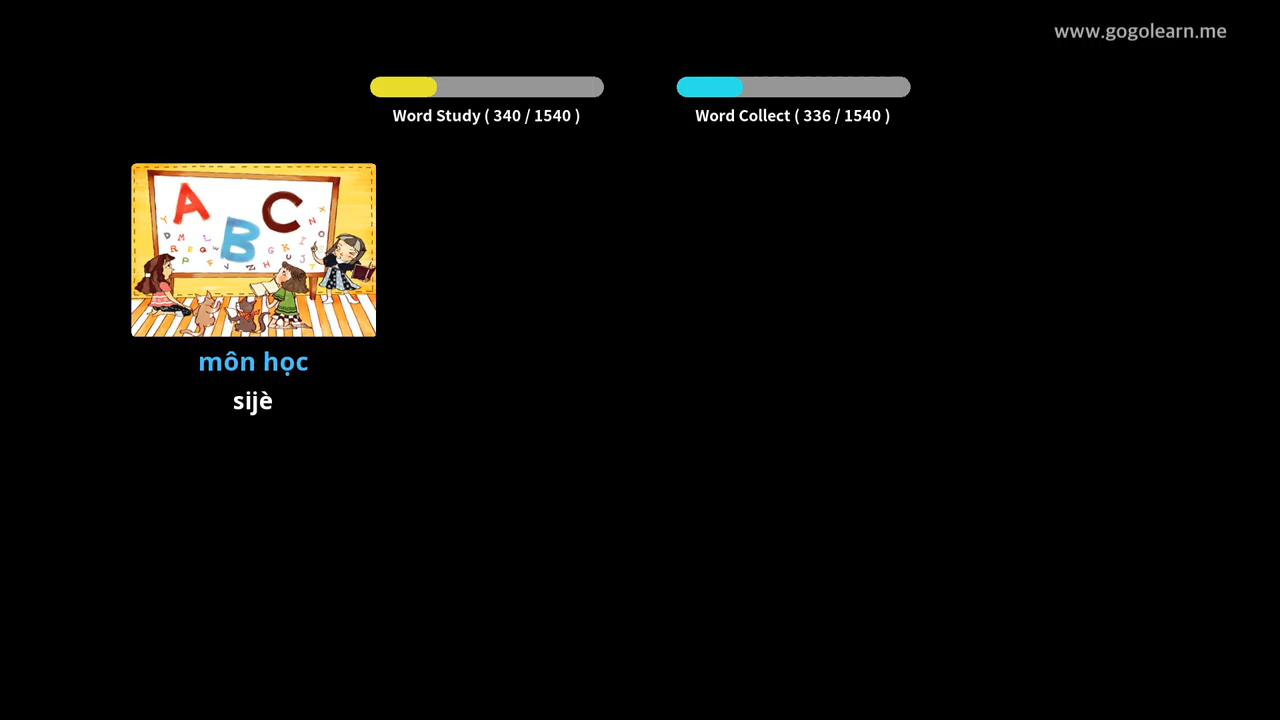 www.gogolearn.me
Word Study ( 340 / 1540 )
Word Collect ( 336 / 1540 )
A B C
môn học
sijè